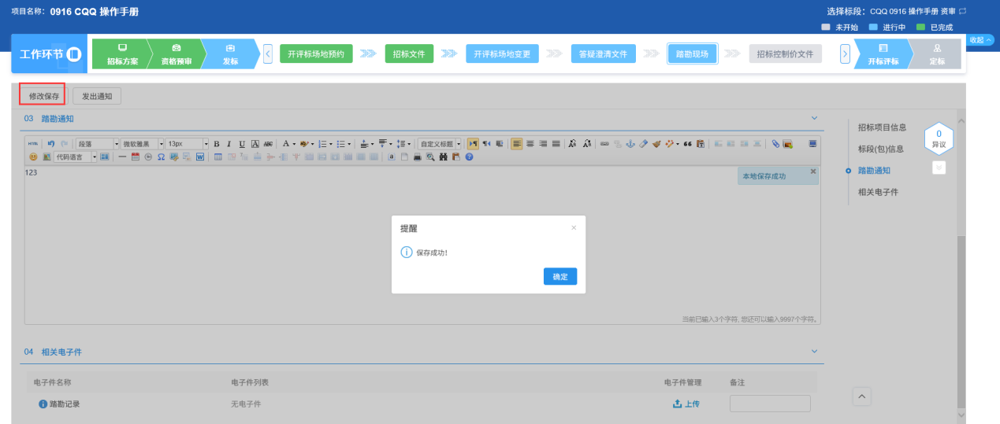 项目名称: 0916 CQQ 操作手册
选择标段: CQQ 0916 操作手册 资审
未开始 进行中 已完成
收起
工作环节
招标方案 资格预审 发标 开评标场地预约 招标文件 开评标场地变更 答疑澄清文件 踏勘现场 招标控制价文件 开标评标 定标
修改保存 发出通知
03 踏勘通知
HTML 段落 微软雅黑 13px B I U A ABC A 自定义标题
代码语言
123
本地保存成功
提醒
保存成功!
确定
当前已输入3个字符, 您还可以输入9997个字符。
04 相关电子件
电子件名称 电子件列表 电子件管理 备注
踏勘记录 无电子件 上传
招标项目信息
标段(包)信息
踏勘通知
相关电子件
0
异议